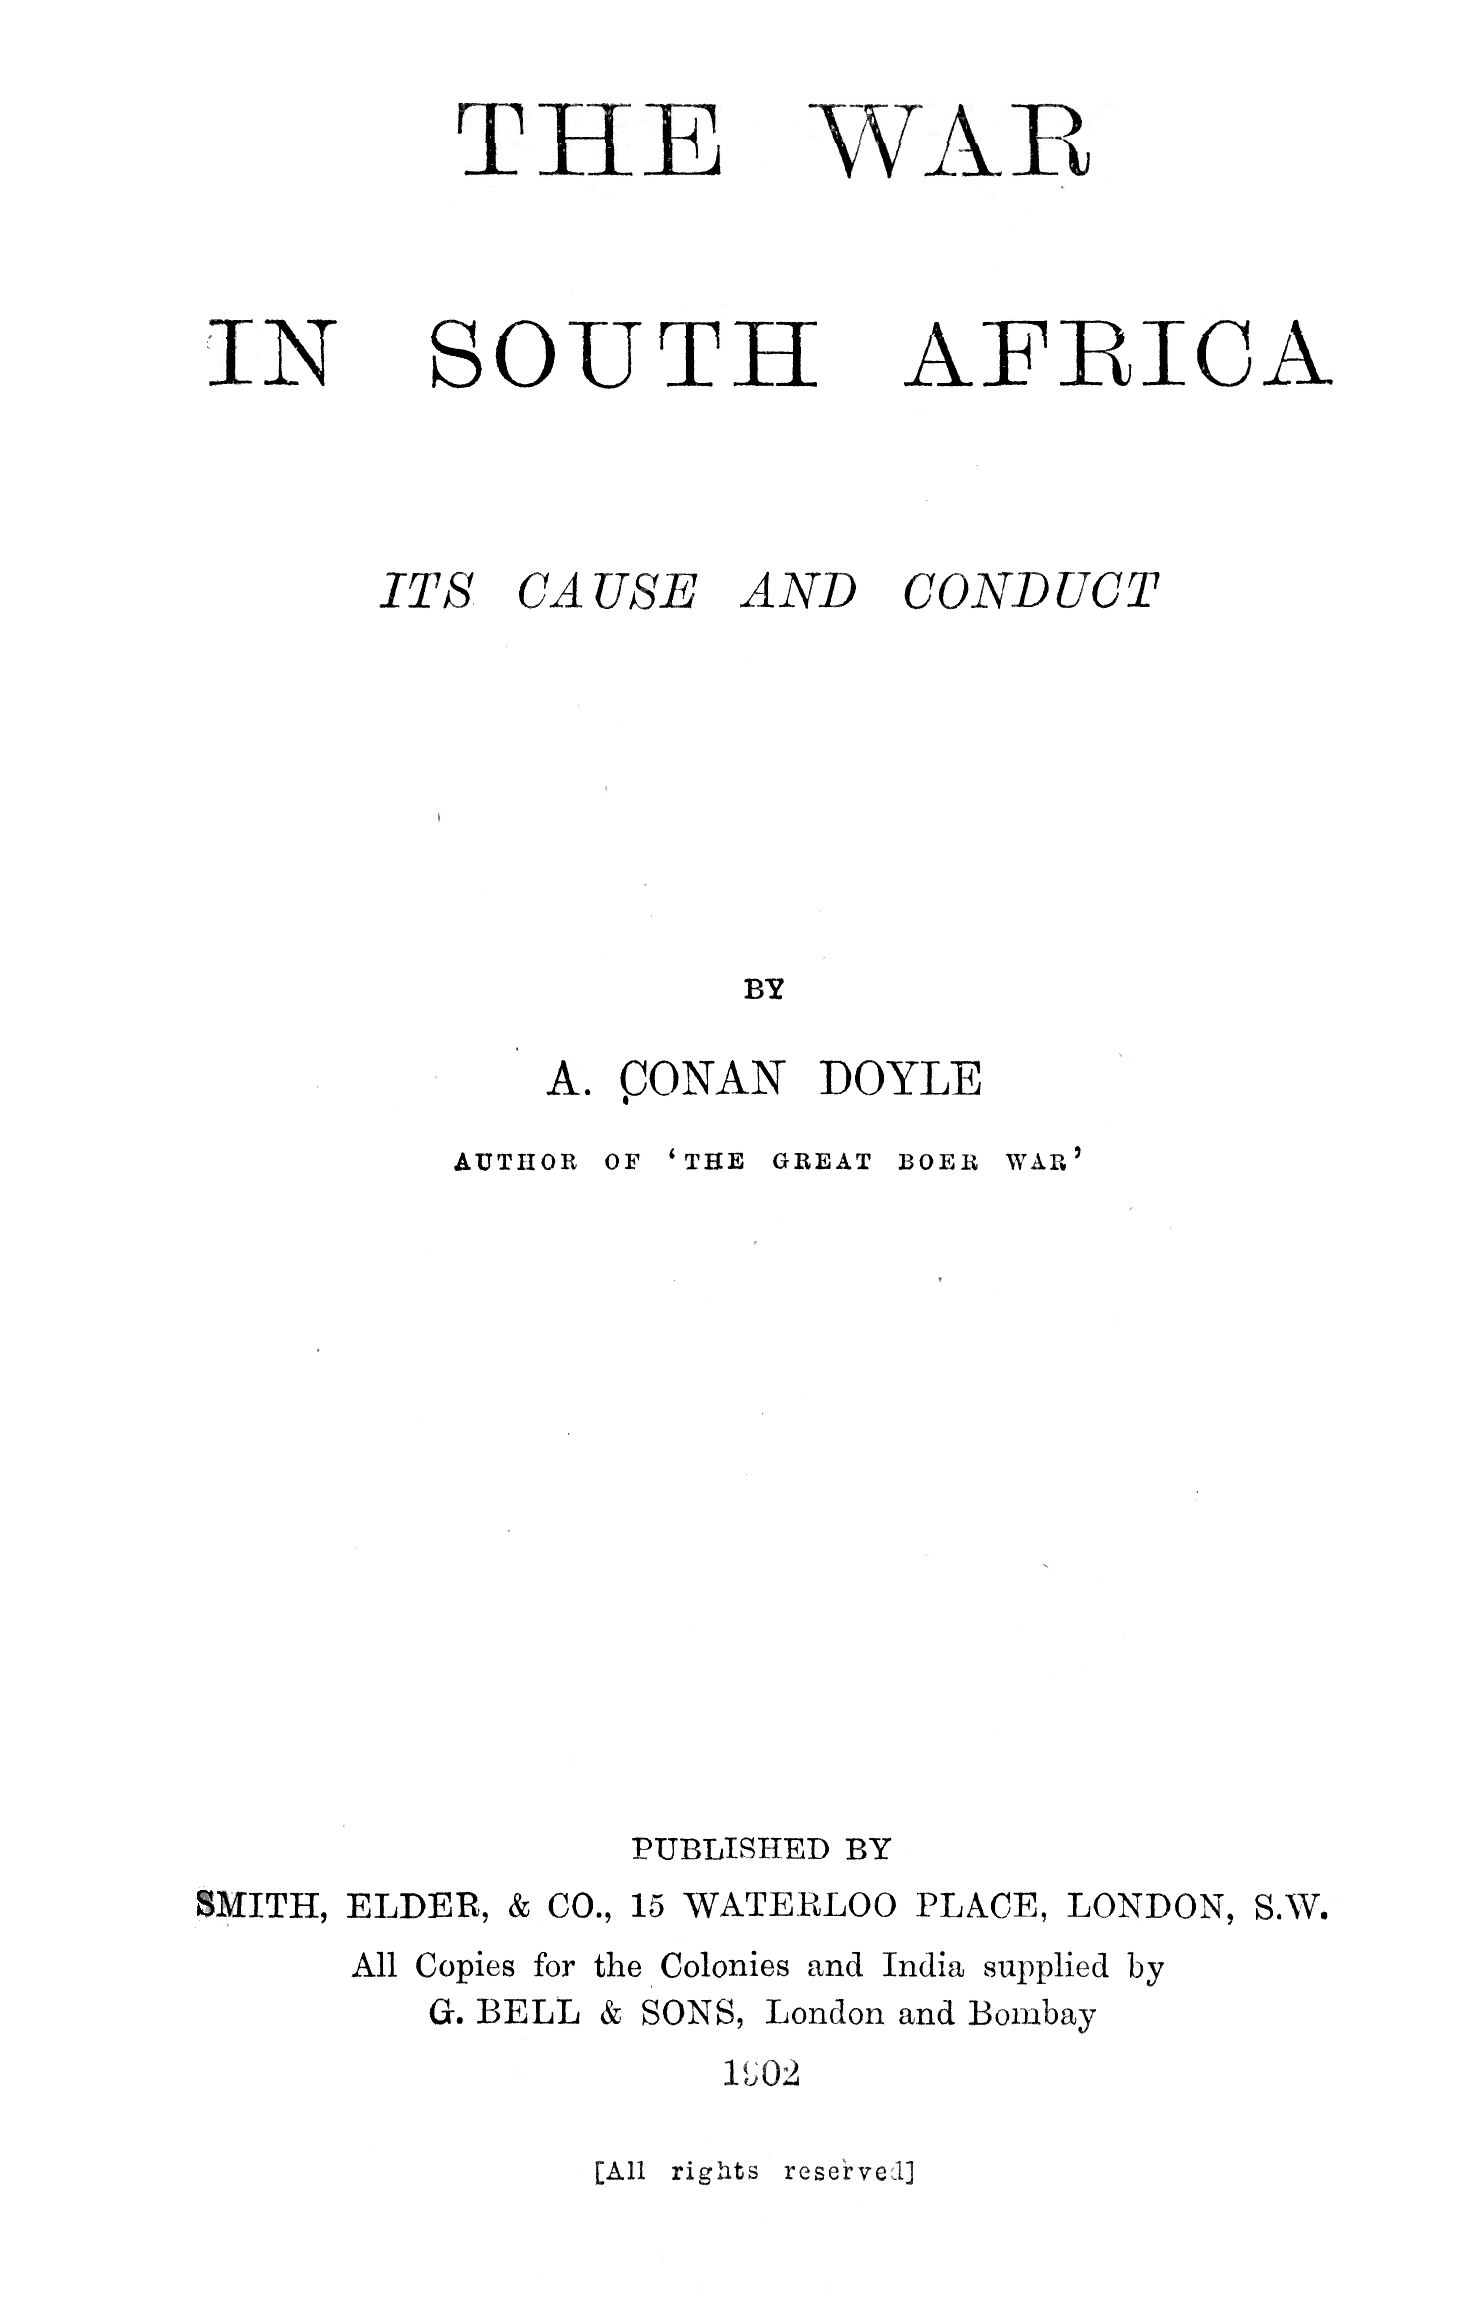 THE WAR
IN SOUTH AFRICA
ITS CAUSE AND CONDUCT
BY
A. CONAN DOYLE
AUTHOR OF ‘THE GREAT BOER WAR’
PUBLISHED BY
SMITH, ELDER, & CO., 15 WATERLOO PLACE, LONDON, S.W.
All Copies for the Colonies and India supplied by
G. BELL & SONS, London and Bombay
1902
[All rights reserved]